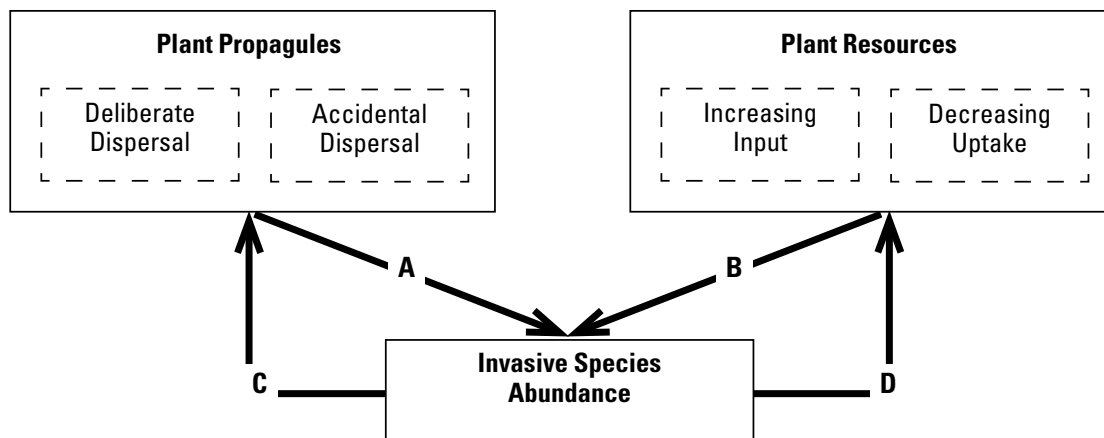 Plant Propagules
Deliberate
Dispersal
Accidental
Dispersal
Plant Resources
Increasing
Input
Decreasing
Uptake
A
B
Invasive Species
Abundance
C
D